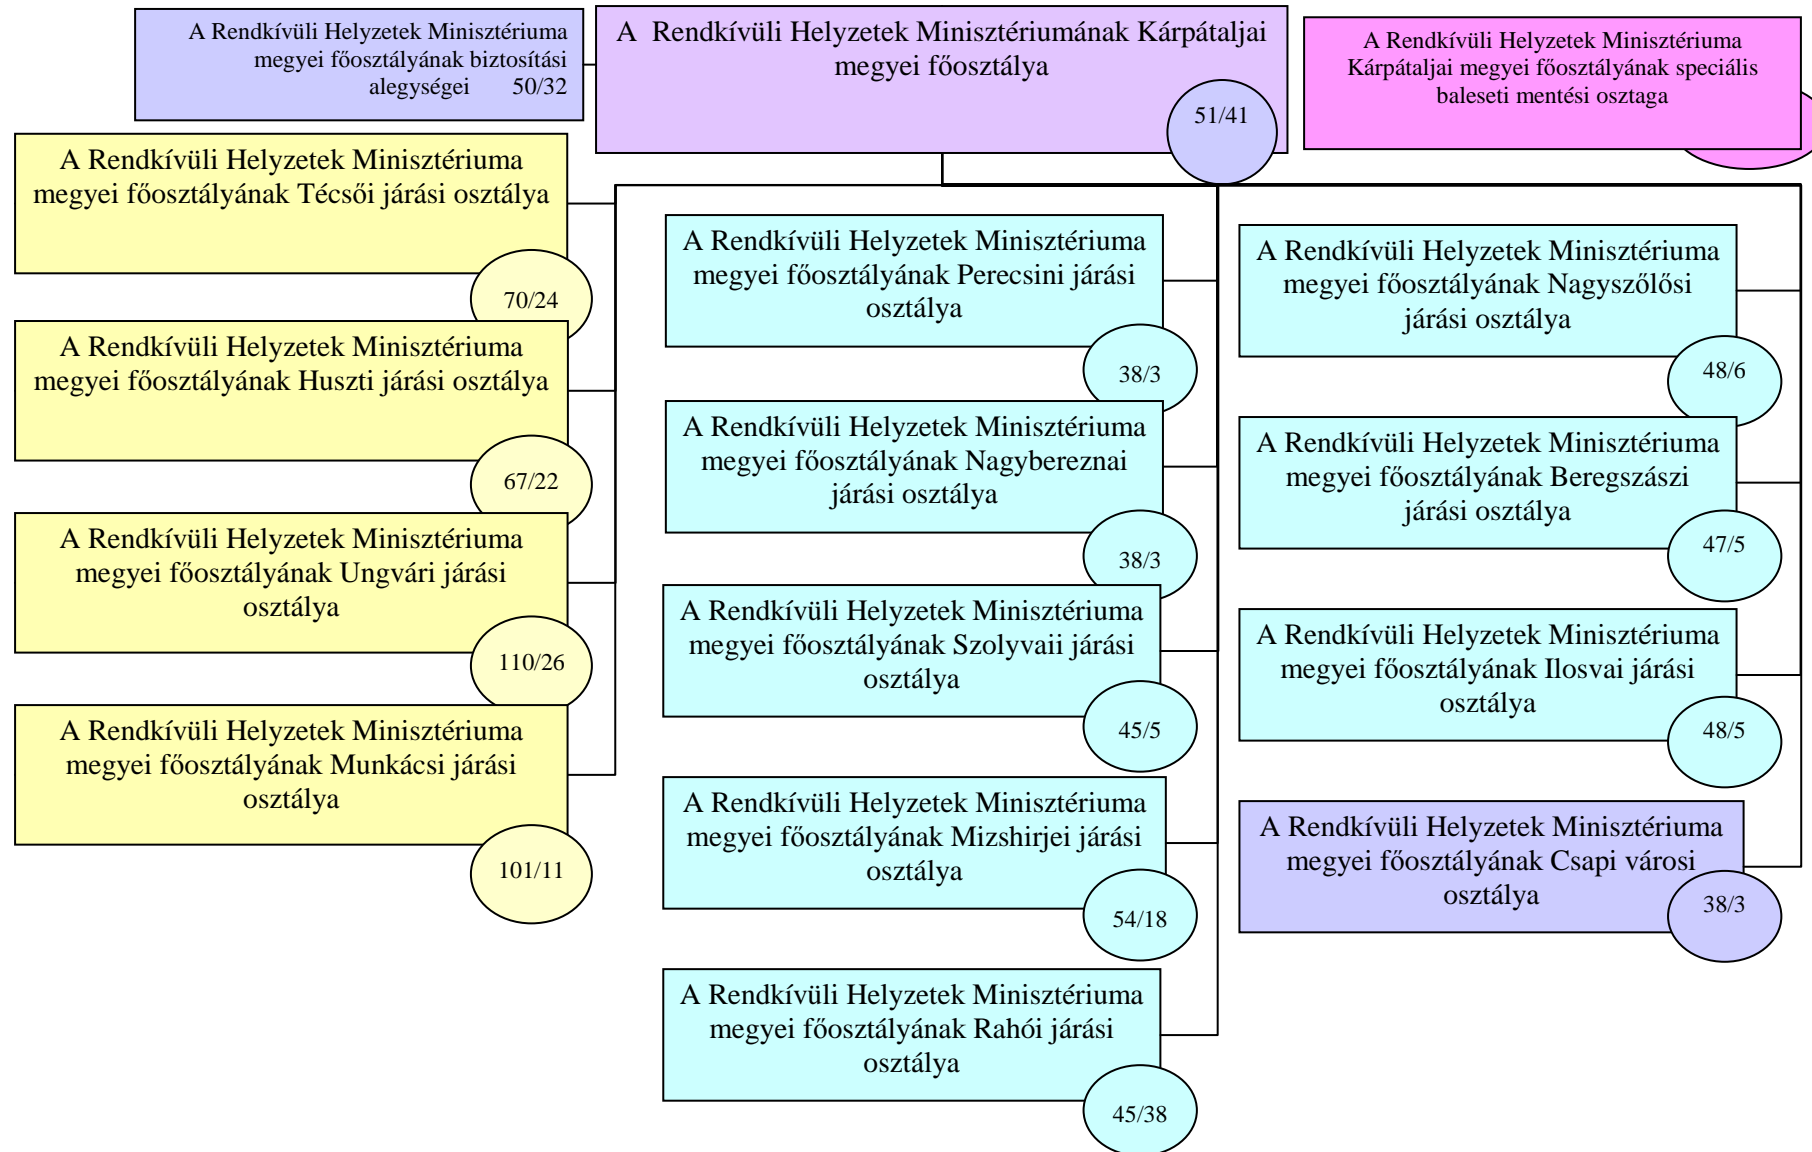 A Rendkívüli Helyzetek Minisztériuma
megyei főosztályának biztosítási
alegységei 50/32
A Rendkívüli Helyzetek Minisztériumának Kárpátaljai
megyei főosztálya
51/41
A Rendkívüli Helyzetek Minisztériuma
Kárpátaljai megyei főosztályának speciális
baleseti mentési osztaga
A Rendkívüli Helyzetek Minisztériuma
megyei főosztályának Técsői járási osztálya
70/24
A Rendkívüli Helyzetek Minisztériuma
megyei főosztályának Huszti járási osztálya
67/22
A Rendkívüli Helyzetek Minisztériuma
megyei főosztályának Ungvári járási
osztálya
110/26
A Rendkívüli Helyzetek Minisztériuma
megyei főosztályának Munkácsi járási
osztálya
101/11
A Rendkívüli Helyzetek Minisztériuma
megyei főosztályának Perecsini járási
osztálya
38/3
A Rendkívüli Helyzetek Minisztériuma
megyei főosztályának Nagybereznai
járási osztálya
38/3
A Rendkívüli Helyzetek Minisztériuma
megyei főosztályának Szolyvaii járási
osztálya
45/5
A Rendkívüli Helyzetek Minisztériuma
megyei főosztályának Mizshirjei járási
osztálya
54/18
A Rendkívüli Helyzetek Minisztériuma
megyei főosztályának Rahói járási
osztálya
45/38
A Rendkívüli Helyzetek Minisztériuma
megyei főosztályának Nagyszőlősi
járási osztálya
48/6
A Rendkívüli Helyzetek Minisztériuma
megyei főosztályának Beregszászi
járási osztálya
47/5
A Rendkívüli Helyzetek Minisztériuma
megyei főosztályának Ilosvai járási
osztálya
48/5
A Rendkívüli Helyzetek Minisztériuma
megyei főosztályának Csapi városi
osztálya
38/3